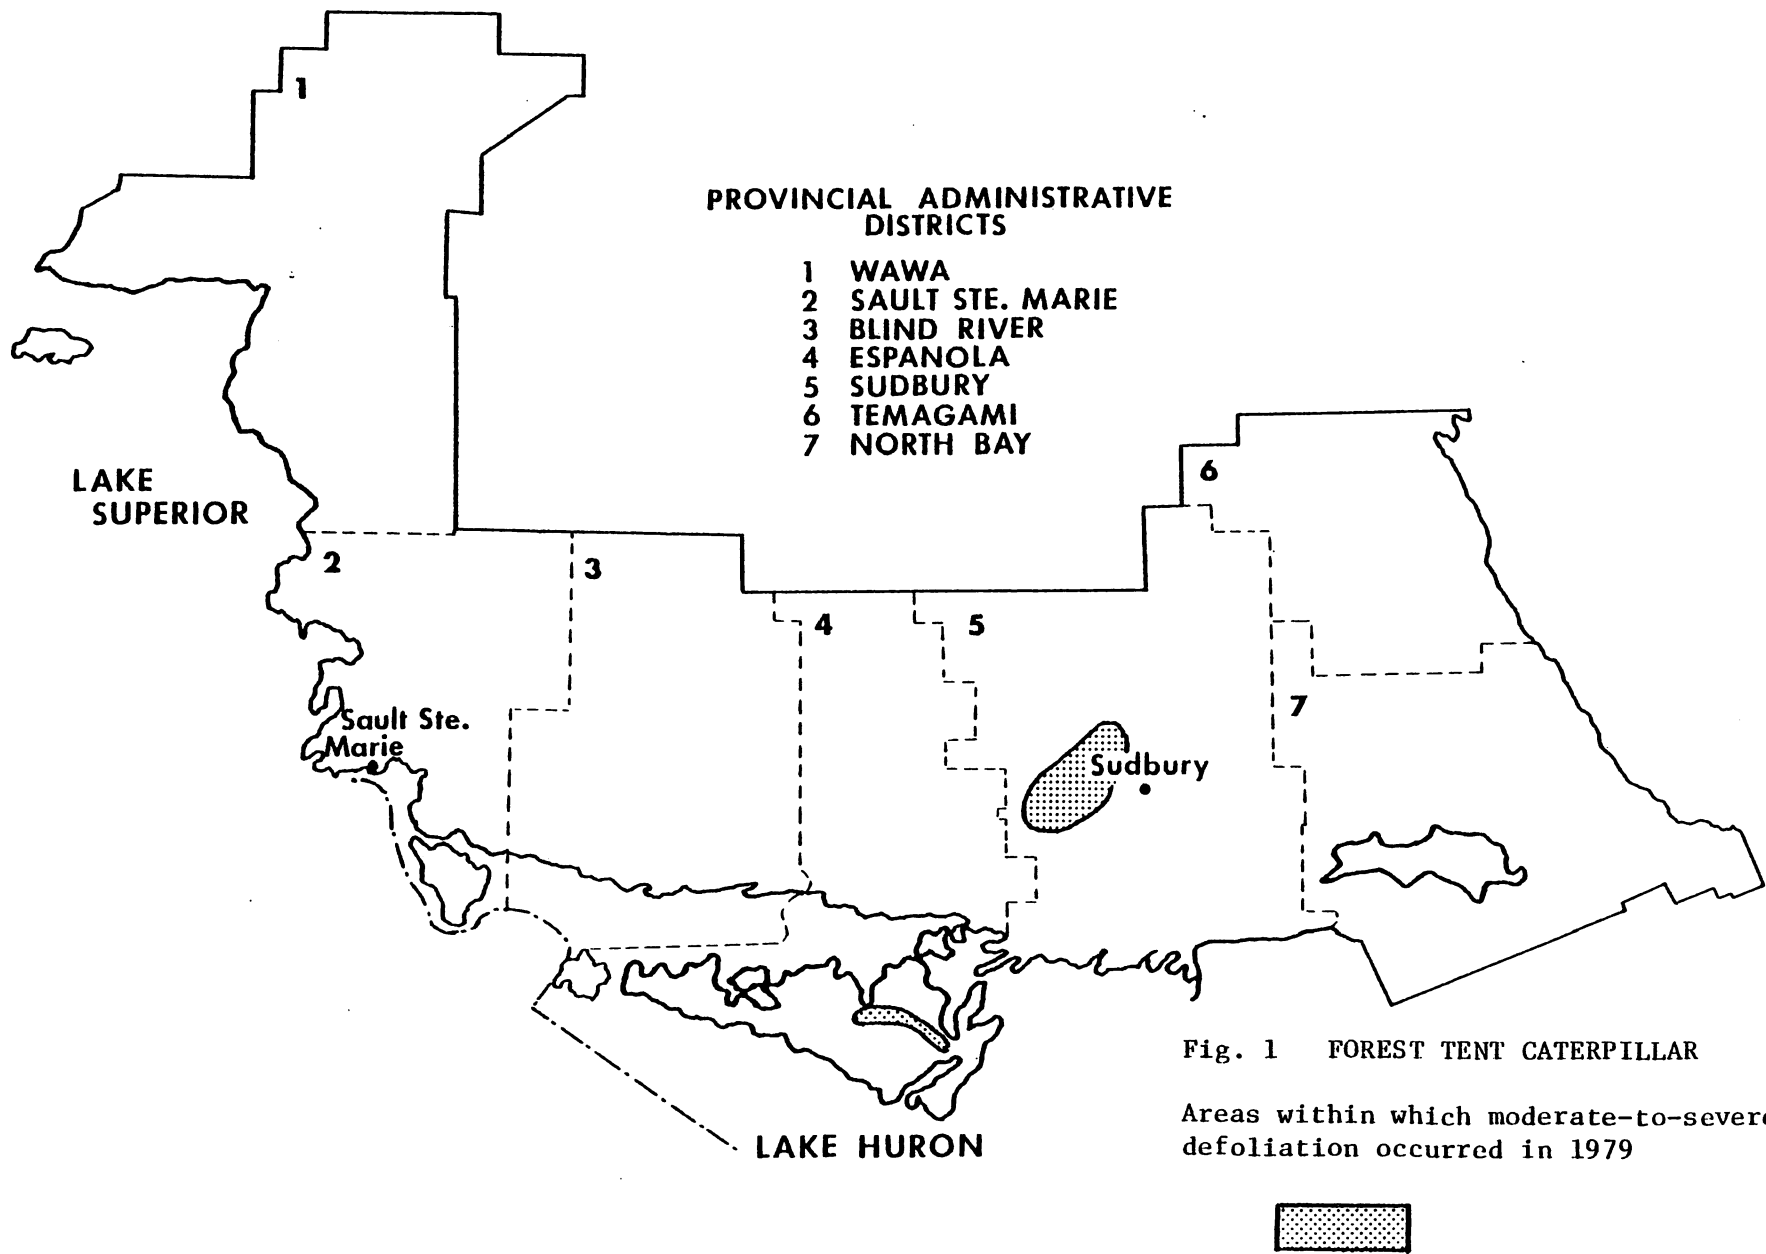 1
PROVINCIAL ADMINISTRATIVE
DISTRICTS
1 WAWA
2 SAULT STE. MARIE
3 BLIND RIVER
4 ESPANOLA
5 SUDBURY
6 TEMAGAMI
7 NORTH BAY
6
LAKE
SUPERIOR
2
3
4
5
7
Sault Ste.
Marie
Sudbury
Fig. 1 FOREST TENT CATERPILLAR
Areas within which moderate-to-severe
defoliation occurred in 1979
LAKE HURON